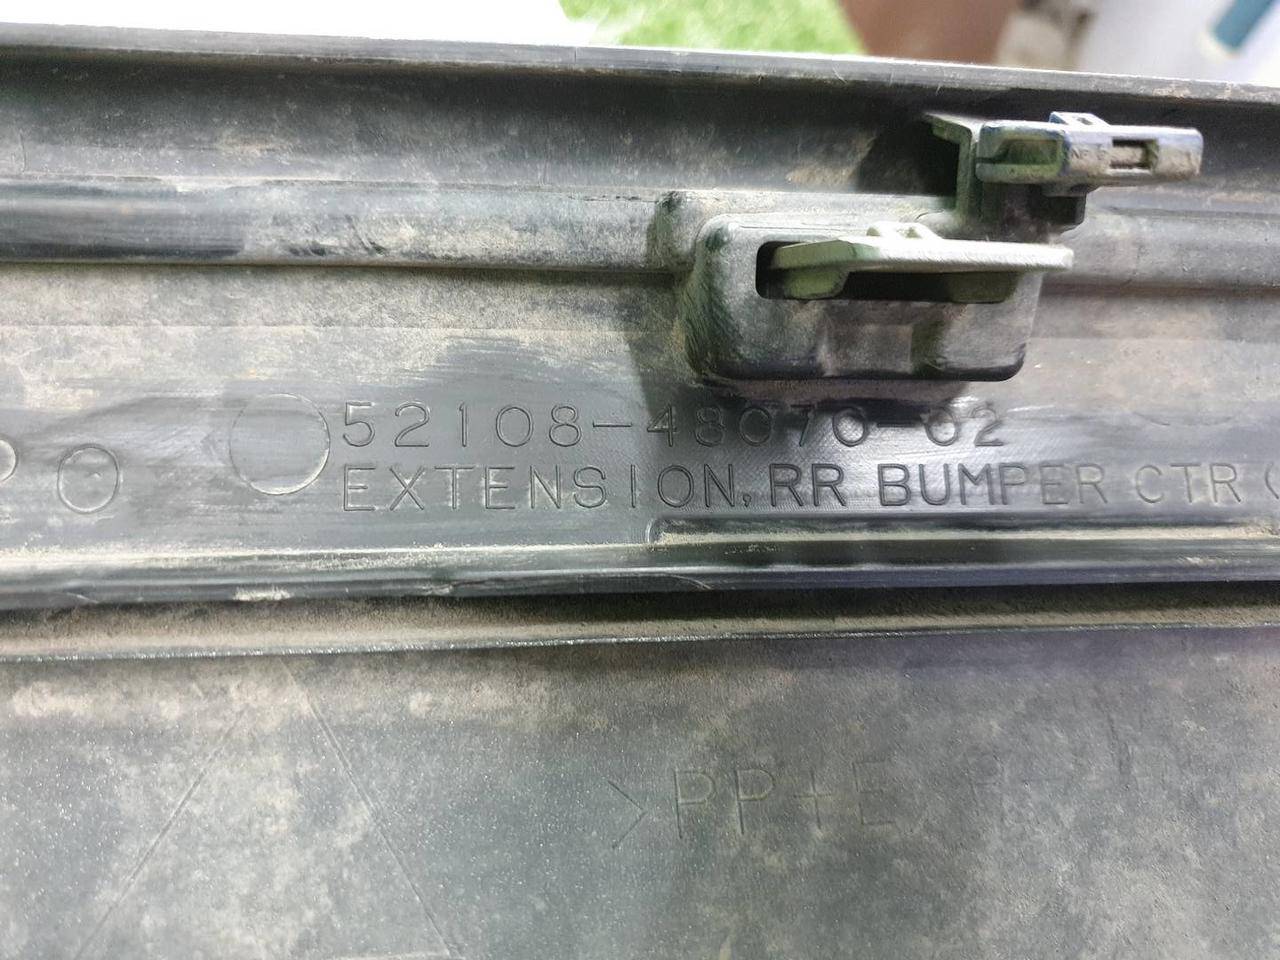 52108-48070-02
EXTENSION, RR BUMPER CTR
>PP+E